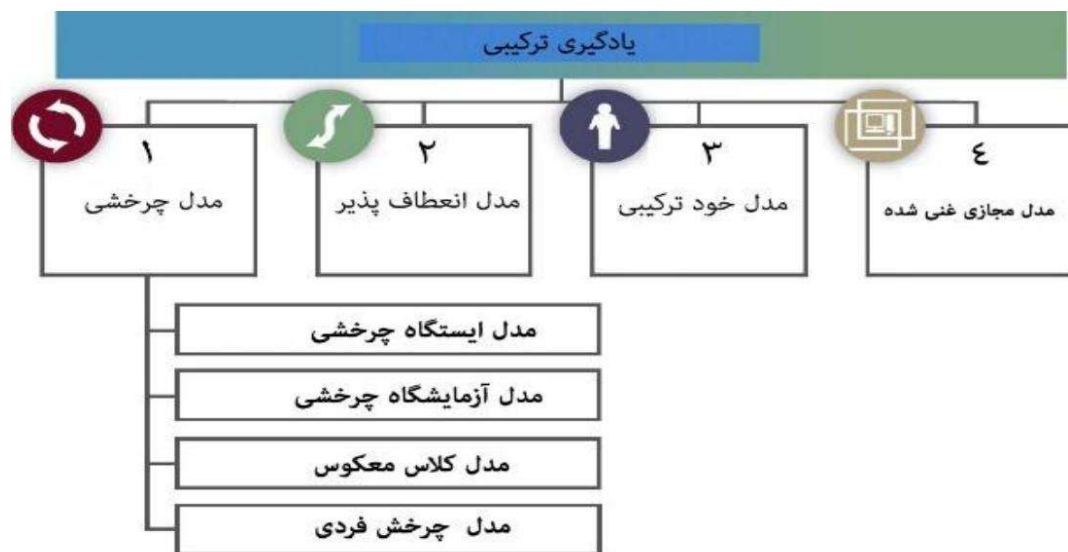 یادگیری ترکیبی
۱
مدل چرخشی
۲
مدل انعطاف پذیر
۳
مدل خود ترکیبی
٤
مدل مجازی غنی شده
مدل ایستگاه چرخشی
مدل آزمایشگاه چرخشی
مدل کلاس معکوس
مدل چرخش فردی